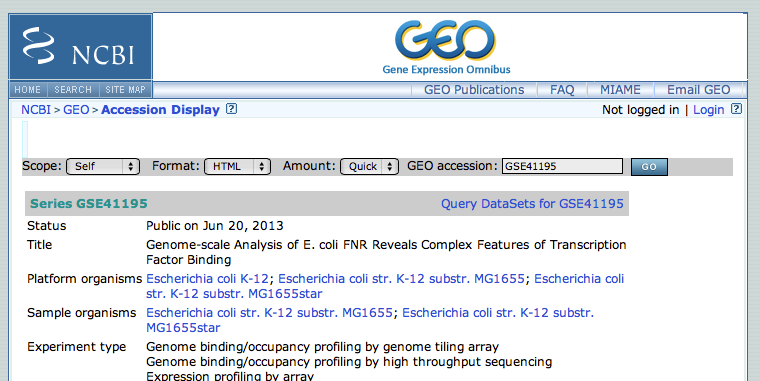 NCBI
GEO
Gene Expression Omnibus
HOME SEARCH SITE MAP GEO Publications FAQ MIAME Email GEO
NCBI > GEO > Accession Display ? Not logged in | Login ?
Scope: Self Format: HTML Amount: Quick GEO accession: GSE41195 GO
Series GSE41195 Query DataSets for GSE41195
Status Public on Jun 20, 2013
Title Genome-scale Analysis of E. coli FNR Reveals Complex Features of Transcription
Factor Binding
Platform organisms Escherichia coli K-12; Escherichia coli str. K-12 substr. MG1655; Escherichia coli
str. K-12 substr. MG1655star
Sample organisms Escherichia coli str. K-12 substr. MG1655; Escherichia coli str. K-12 substr.
MG1655star
Experiment type Genome binding/occupancy profiling by genome tiling array
Genome binding/occupancy profiling by high throughput sequencing
Expression profiling by array